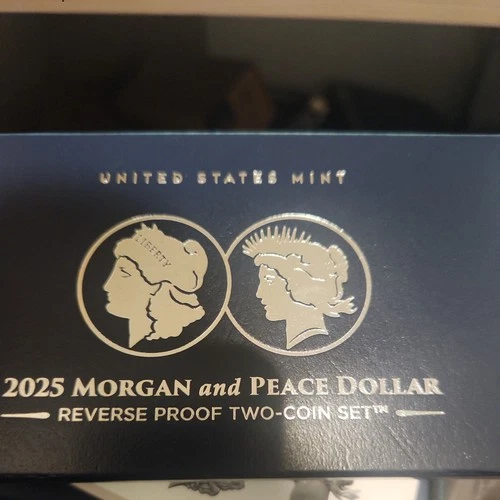 UNITED STATES MINT
LIBERTY
2025 MORGAN and PEACE DOLLAR
REVERSE PROOF TWO-COIN SET™